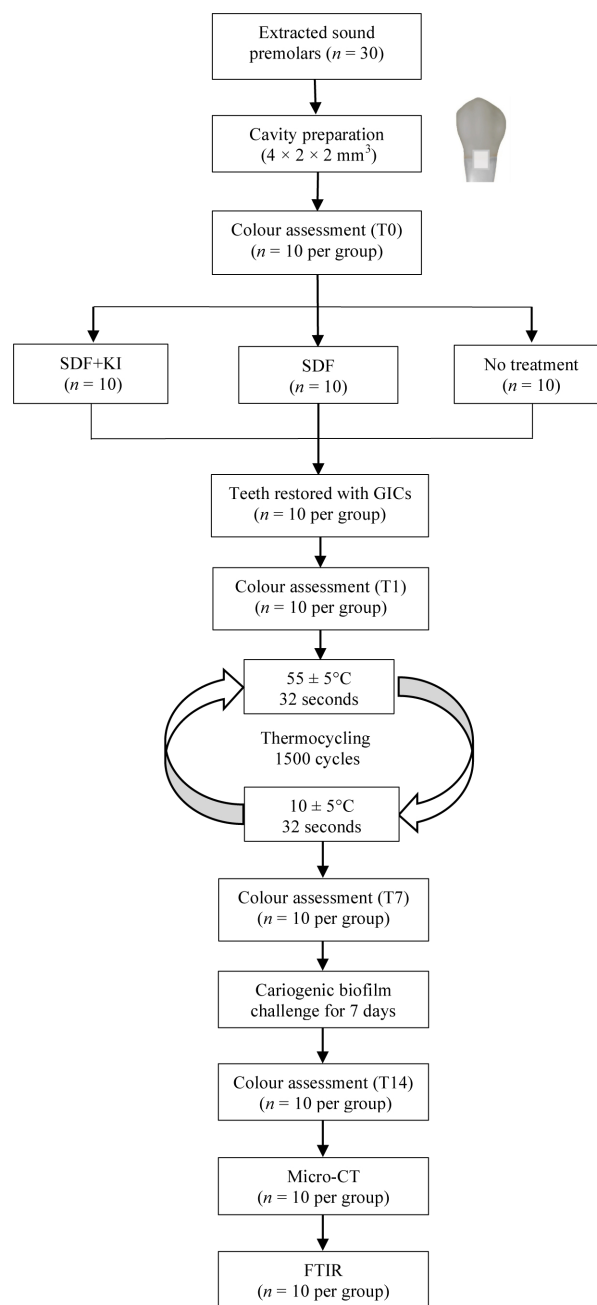 Extracted sound
premolars (n = 30)
Cavity preparation
(4 × 2 × 2 mm³)
Colour assessment (T0)
(n = 10 per group)
SDF+KI
(n = 10)
SDF
(n = 10)
No treatment
(n = 10)
Teeth restored with GICs
(n = 10 per group)
Colour assessment (T1)
(n = 10 per group)
55 ± 5°C
32 seconds
Thermocycling
1500 cycles
10 ± 5°C
32 seconds
Colour assessment (T7)
(n = 10 per group)
Cariogenic biofilm
challenge for 7 days
Colour assessment (T14)
(n = 10 per group)
Micro-CT
(n = 10 per group)
FTIR
(n = 10 per group)